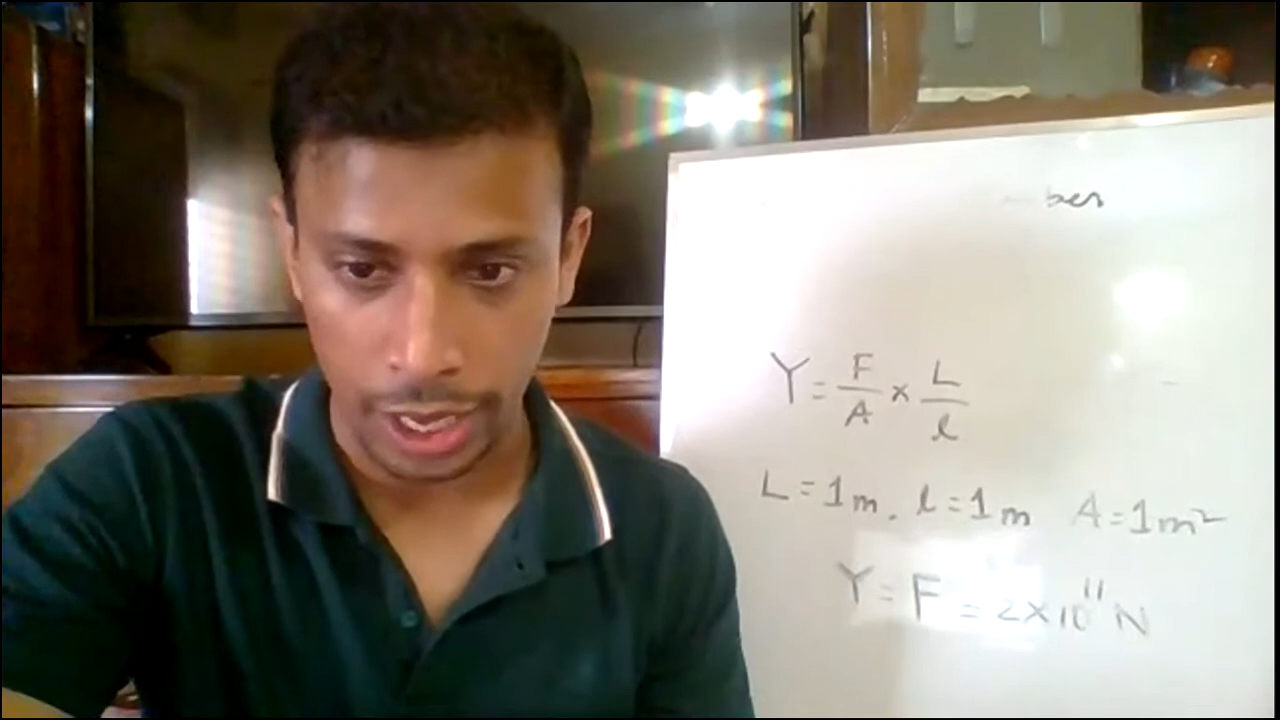 Y = F/A × L/l
L = 1m. l = 1m A = 1m²
Y = F = 2×10¹¹ N